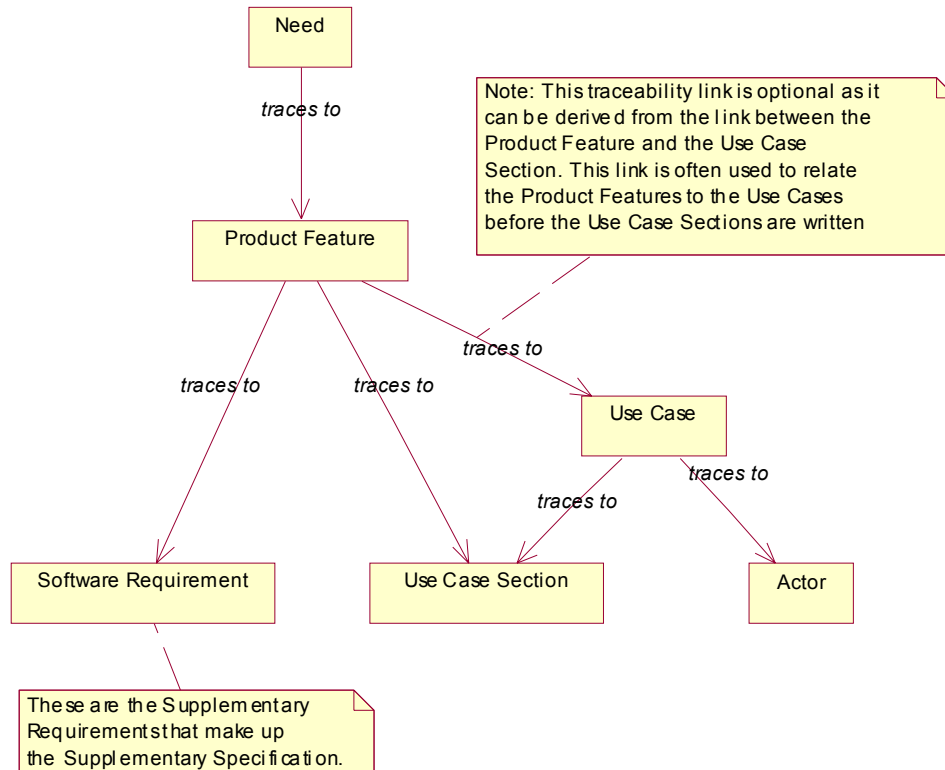 Need
traces to
Note: This traceability link is optional as it
can be derived from the link between the
Product Feature and the Use Case
Section. This link is often used to relate
the Product Features to the Use Cases
before the Use Case Sections are written
Product Feature
traces to
traces to
traces to
Use Case
traces to
traces to
Software Requirement
Use Case Section
Actor
These are the Supplementary
Requirements that make up
the Supplementary Specification.